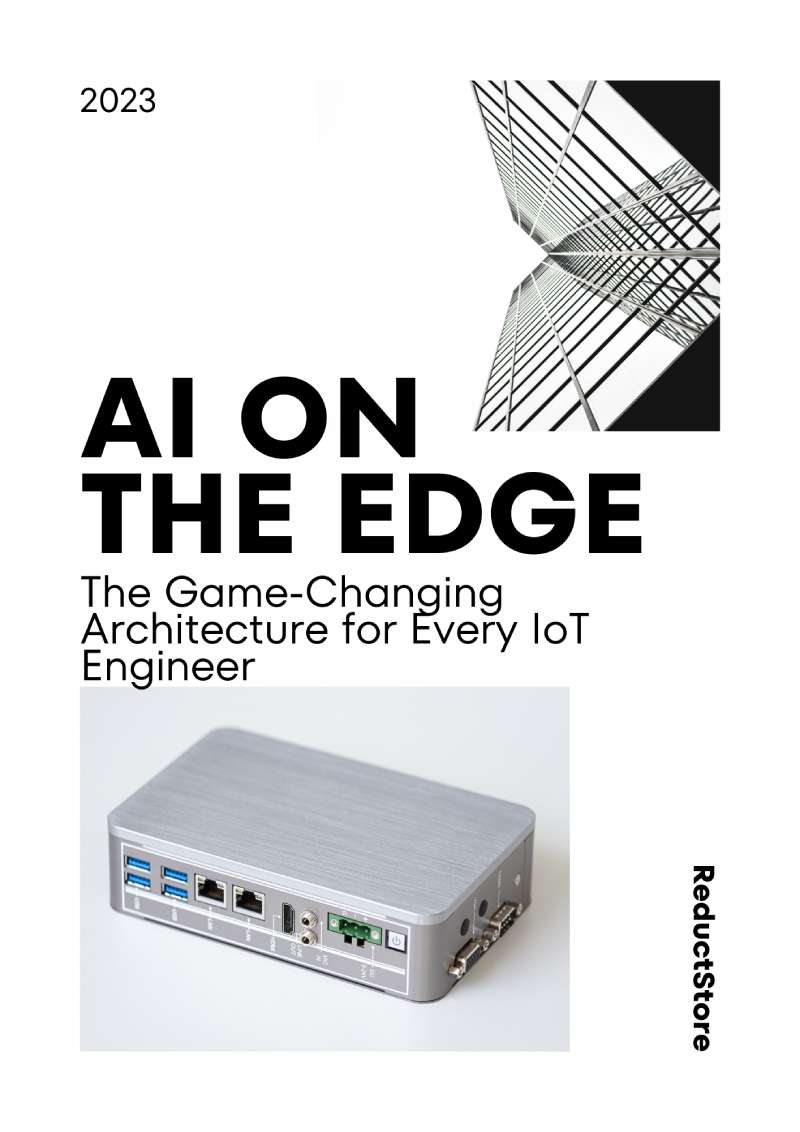 2023
AI ON
THE EDGE
The Game-Changing
Architecture for Every IoT
Engineer
ReductStore